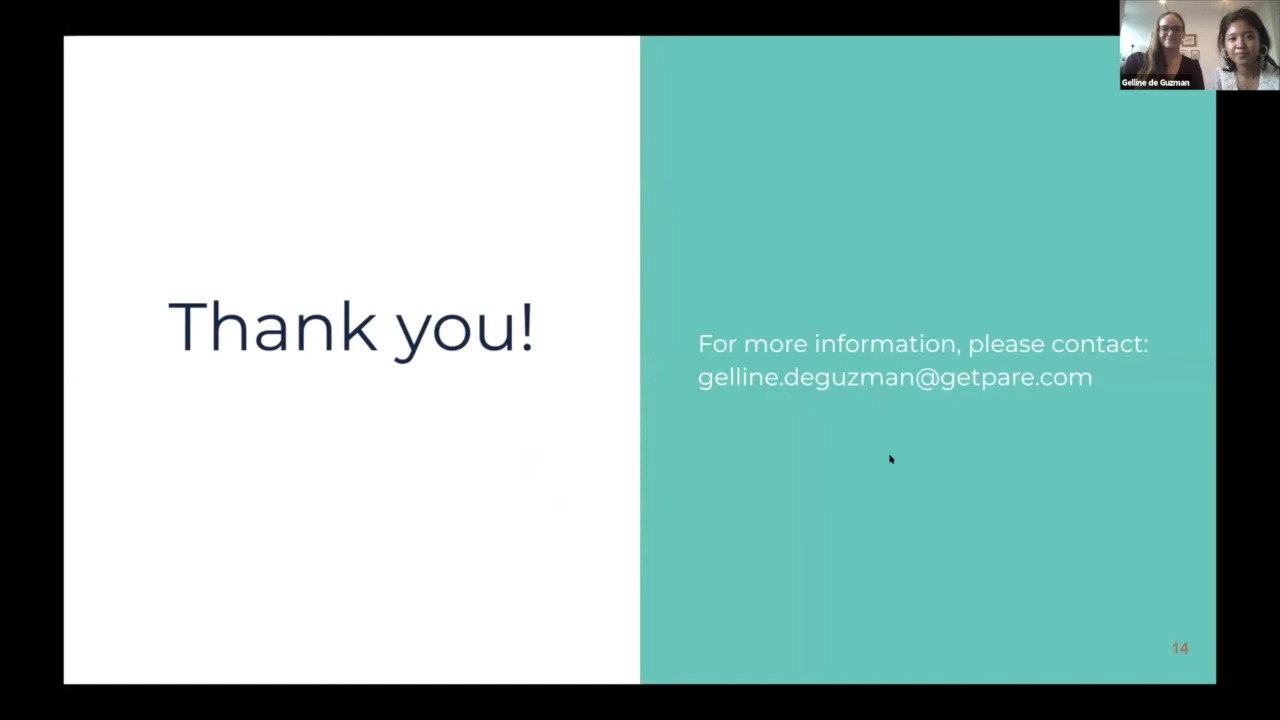 Gelline de Guzman
Thank you!
For more information, please contact:
gelline.deguzman@getpare.com
14